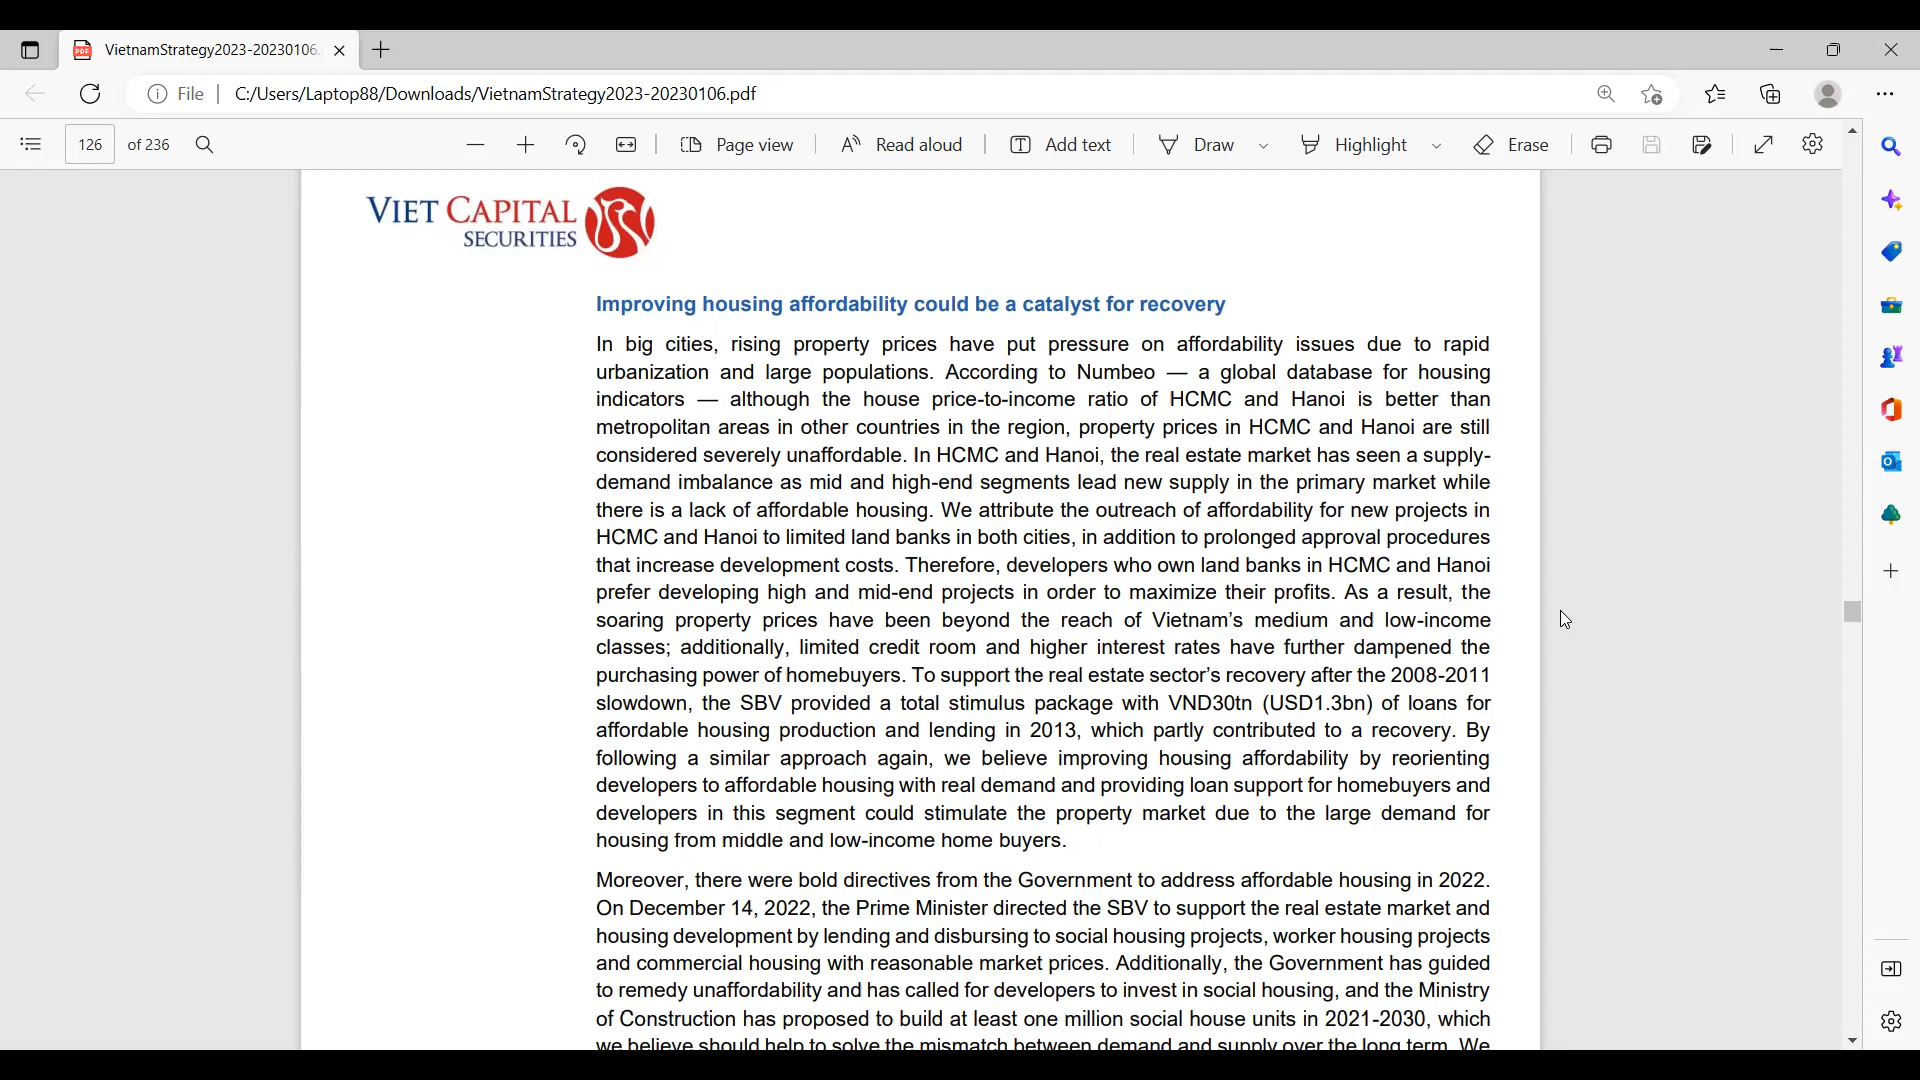 VietnamStrategy2023-20230106.
File
C:/Users/Laptop88/Downloads/VietnamStrategy2023-20230106.pdf
126 of 236
Page view
Read aloud
Add text
Draw
Highlight
Erase
VIET CAPITAL
SECURITIES
Improving housing affordability could be a catalyst for recovery
In big cities, rising property prices have put pressure on affordability issues due to rapid
urbanization and large populations. According to Numbeo — a global database for housing
indicators — although the house price-to-income ratio of HCMC and Hanoi is better than
metropolitan areas in other countries in the region, property prices in HCMC and Hanoi are still
considered severely unaffordable. In HCMC and Hanoi, the real estate market has seen a supply-
demand imbalance as mid and high-end segments lead new supply in the primary market while
there is a lack of affordable housing. We attribute the outreach of affordability for new projects in
HCMC and Hanoi to limited land banks in both cities, in addition to prolonged approval procedures
that increase development costs. Therefore, developers who own land banks in HCMC and Hanoi
prefer developing high and mid-end projects in order to maximize their profits. As a result, the
soaring property prices have been beyond the reach of Vietnam's medium and low-income
classes; additionally, limited credit room and higher interest rates have further dampened the
purchasing power of homebuyers. To support the real estate sector's recovery after the 2008-2011
slowdown, the SBV provided a total stimulus package with VND30tn (USD1.3bn) of loans for
affordable housing production and lending in 2013, which partly contributed to a recovery. By
following a similar approach again, we believe improving housing affordability by reorienting
developers to affordable housing with real demand and providing loan support for homebuyers and
developers in this segment could stimulate the property market due to the large demand for
housing from middle and low-income home buyers.
Moreover, there were bold directives from the Government to address affordable housing in 2022.
On December 14, 2022, the Prime Minister directed the SBV to support the real estate market and
housing development by lending and disbursing to social housing projects, worker housing projects
and commercial housing with reasonable market prices. Additionally, the Government has guided
to remedy unaffordability and has called for developers to invest in social housing, and the Ministry
of Construction has proposed to build at least one million social house units in 2021-2030, which
we believe should help to solve the mismatch between demand and supply over the long term. We